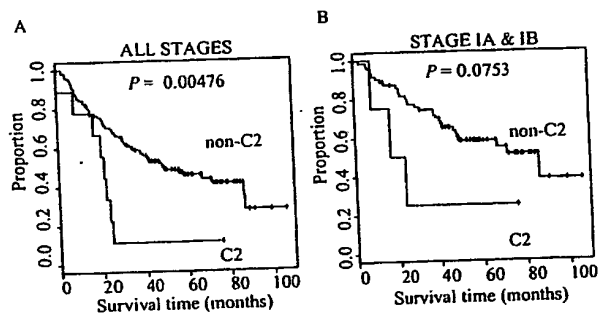 A
ALL STAGES
P = 0.00476
non-C2
C2
Proportion
0.0 0.2 0.4 0.6 0.8 1.0
0 20 40 60 80 100
Survival time (months)
B
STAGE IA & IB
P = 0.0753
non-C2
C2
Proportion
0.0 0.2 0.4 0.6 0.8 1.0
0 20 40 60 80 100
Survival time (months)